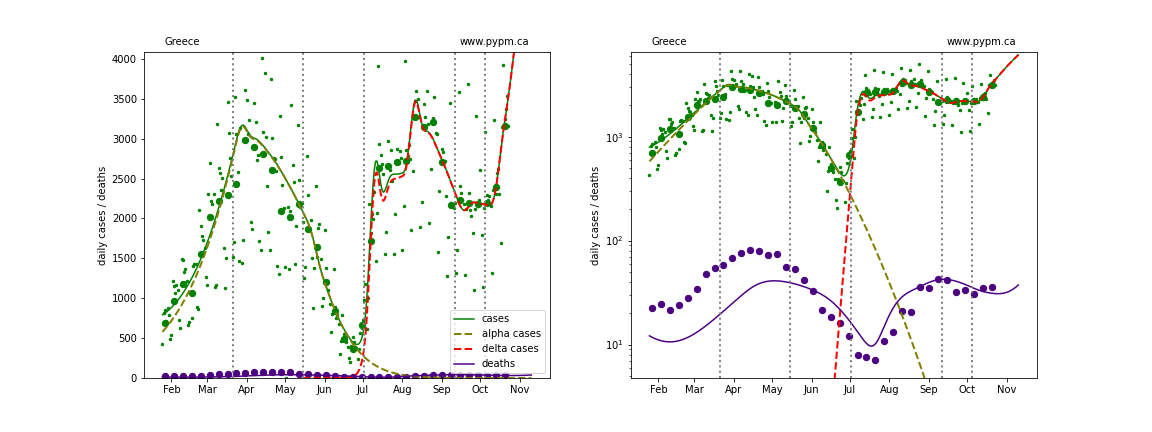 Greece www.pypm.ca
daily cases / deaths
4000
3500
3000
2500
2000
1500
1000
500
0
Feb Mar Apr May Jun Jul Aug Sep Oct Nov
cases
alpha cases
delta cases
deaths
Greece www.pypm.ca
daily cases / deaths
10³
10²
10¹
Feb Mar Apr May Jun Jul Aug Sep Oct Nov